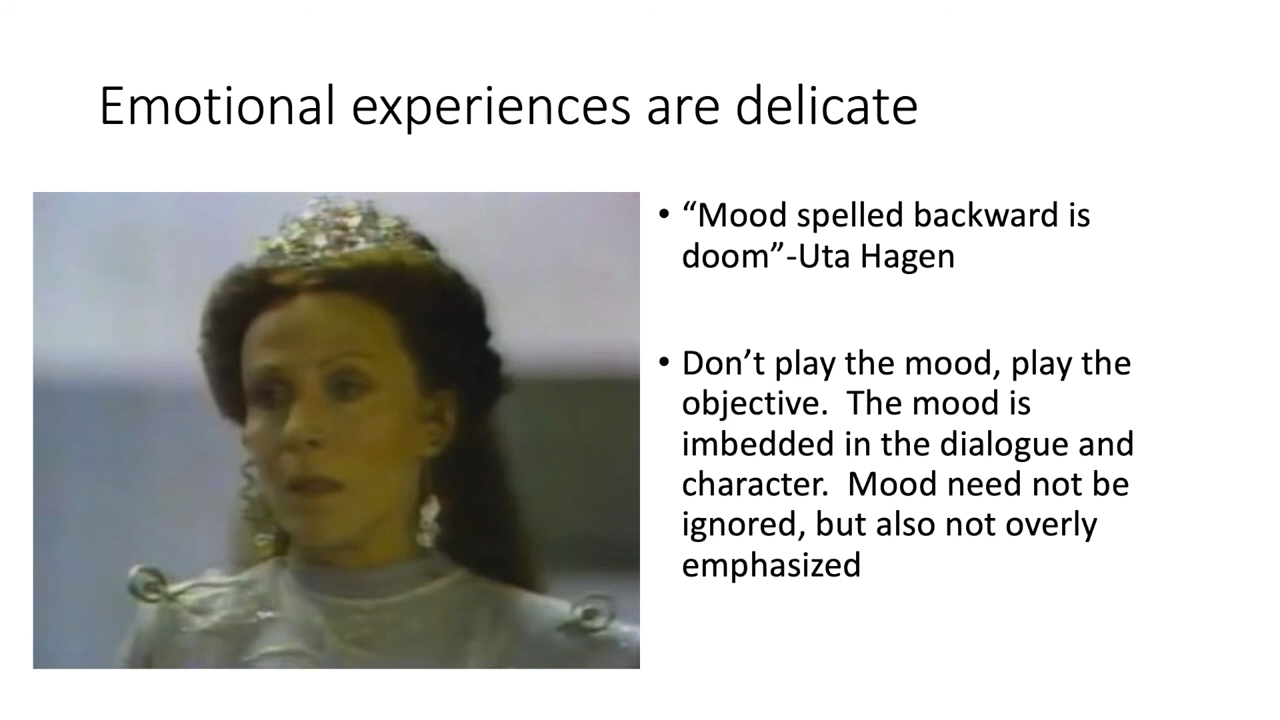 Emotional experiences are delicate
• “Mood spelled backward is
doom”-Uta Hagen
• Don’t play the mood, play the
objective.  The mood is
imbedded in the dialogue and
character.  Mood need not be
ignored, but also not overly
emphasized